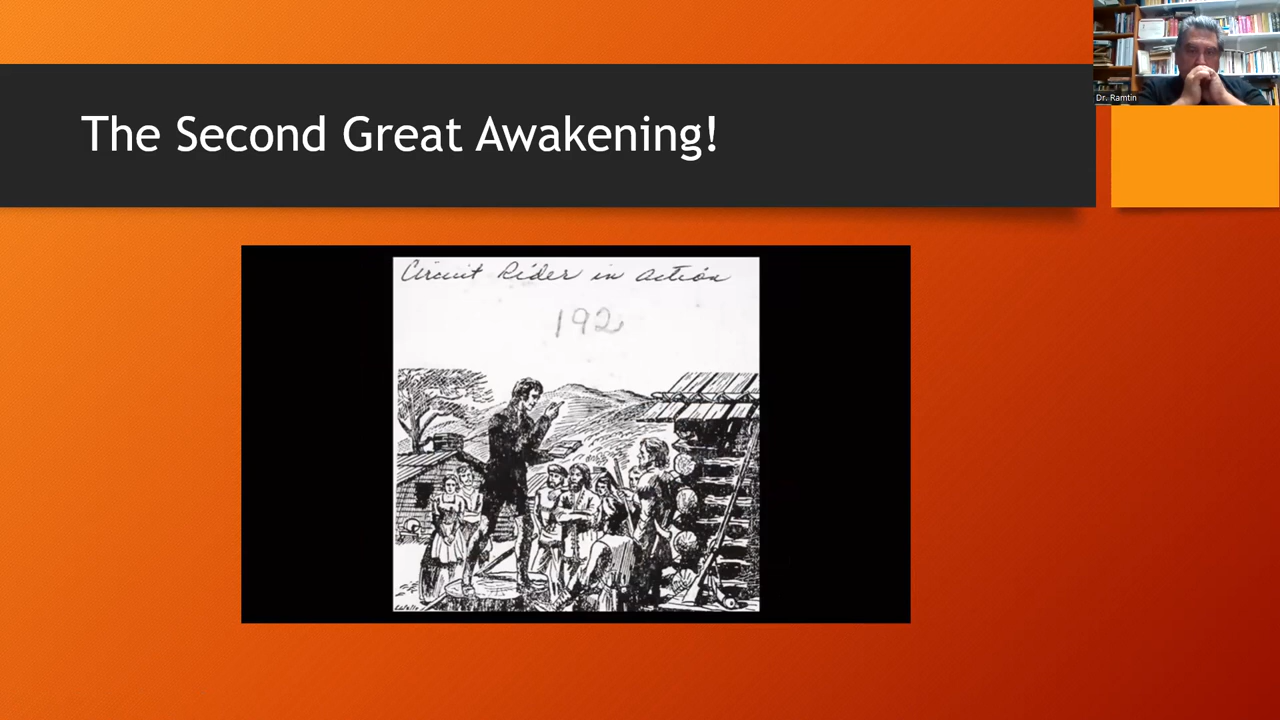 The Second Great Awakening!
Dr. Ramtin
Circuit Rider in action
192